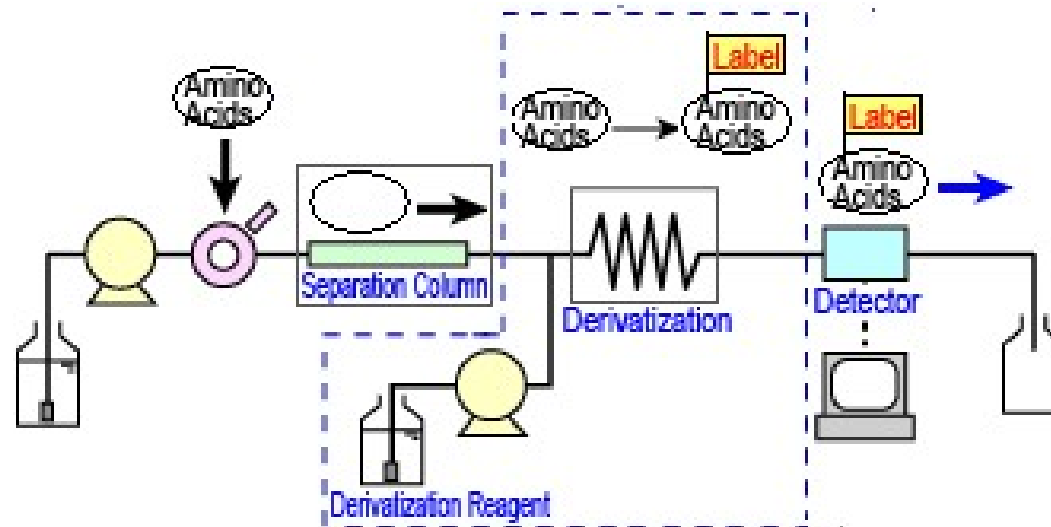 Amino
Acids
Separation Column
Label
Amino
Acids
Amino
Acids
Derivatization
Derivatization Reagent
Label
Amino
Acids
Detector